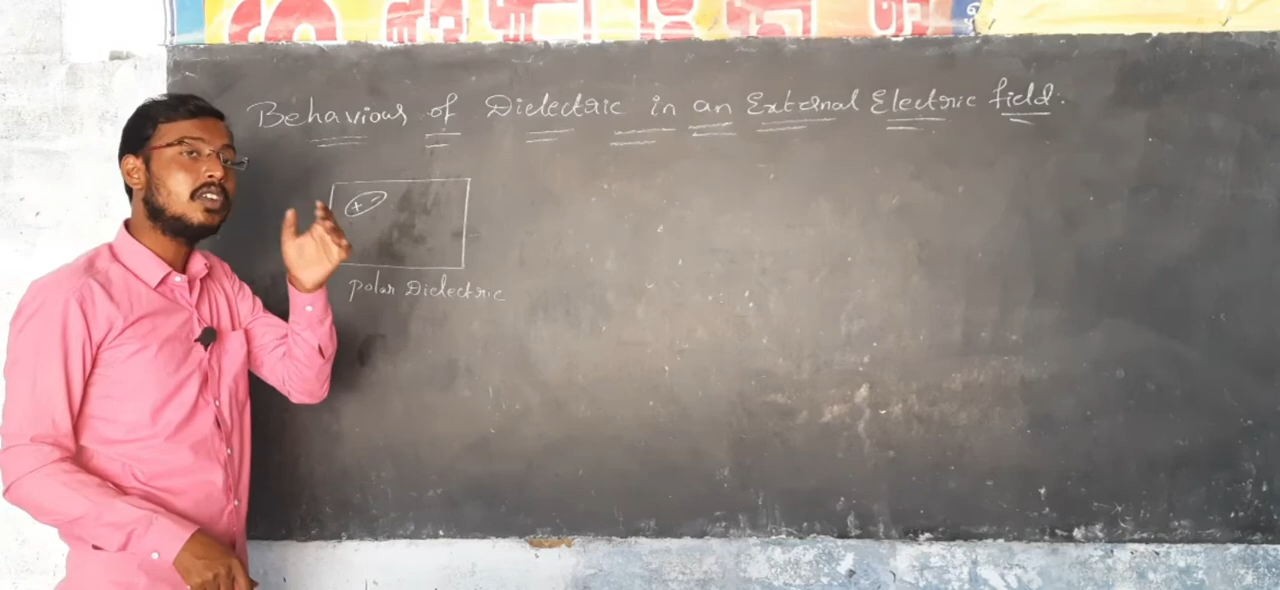 Behaviour of Dielectric in an External Electric field.
+ -
polar Dielectric